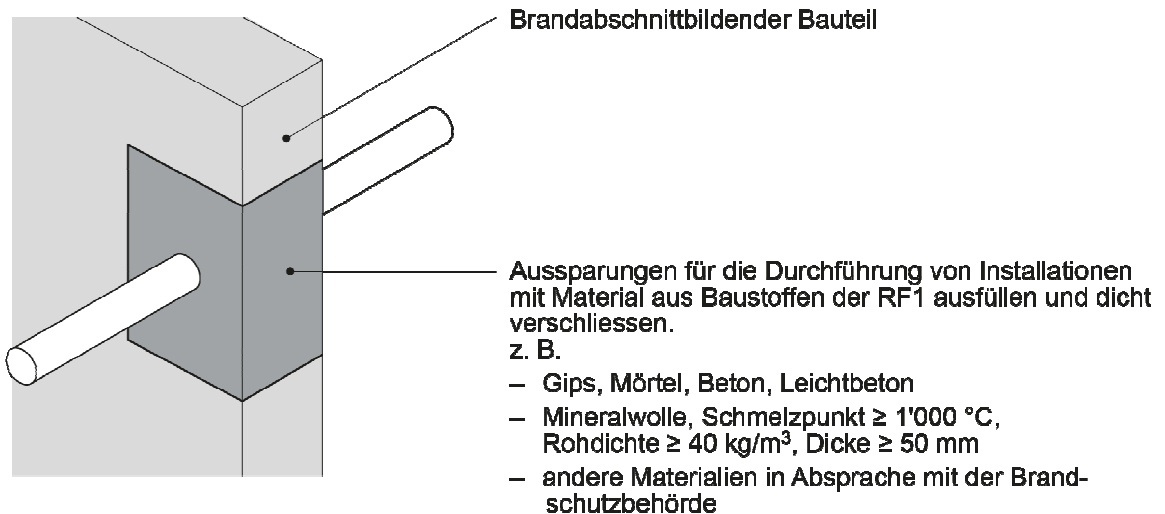 Brandabschnittbildender Bauteil
Aussparungen für die Durchführung von Installationen
mit Material aus Baustoffen der RF1 ausfüllen und dicht
verschliessen.
z. B.
– Gips, Mörtel, Beton, Leichtbeton
– Mineralwolle, Schmelzpunkt ≥ 1'000 °C,
Rohdichte ≥ 40 kg/m³, Dicke ≥ 50 mm
– andere Materialien in Absprache mit der Brand-
schutzbehörde